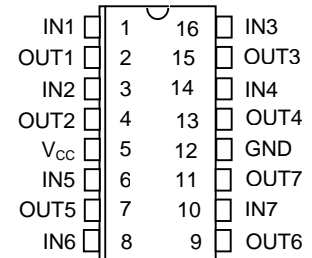 IN1 1 16 IN3
OUT1 2 15 OUT3
IN2 3 14 IN4
OUT2 4 13 OUT4
VCC 5 12 GND
IN5 6 11 OUT7
OUT5 7 10 IN7
IN6 8 9 OUT6